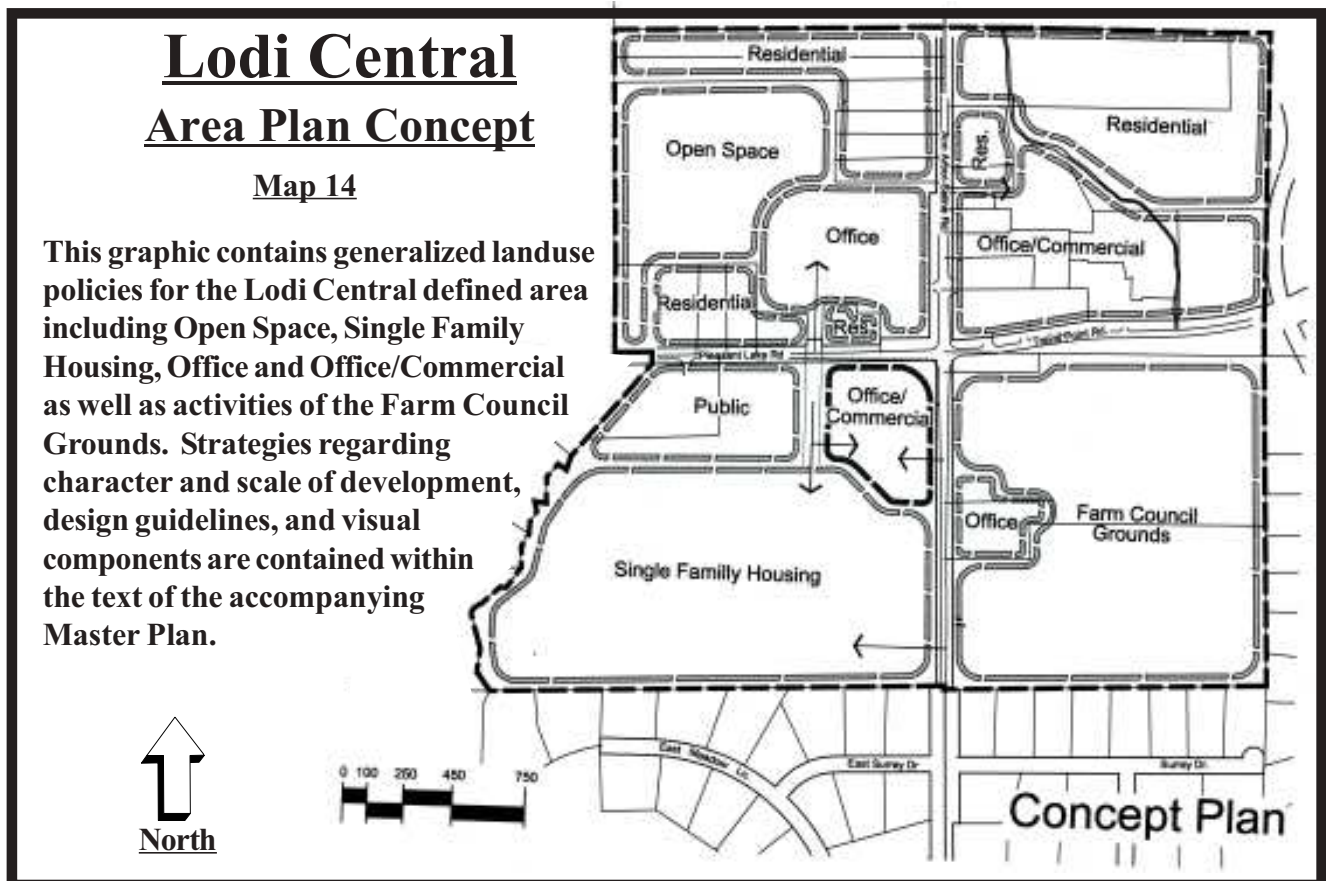 Lodi Central
Area Plan Concept
Map 14
This graphic contains generalized landuse
policies for the Lodi Central defined area
including Open Space, Single Family
Housing, Office and Office/Commercial
as well as activities of the Farm Council
Grounds. Strategies regarding
character and scale of development,
design guidelines, and visual
components are contained within
the text of the accompanying
Master Plan.
North
0 100 250 450 750
Residential
Open Space
Res.
Residential
Office
Office/Commercial
Residential
Res.
Pleasant Lake Rd.
Public
Office/
Commercial
Office
Farm Council
Grounds
Single Familly Housing
East Meadow Ln.
East Surrey Dr
Surrey Dr.
Concept Plan